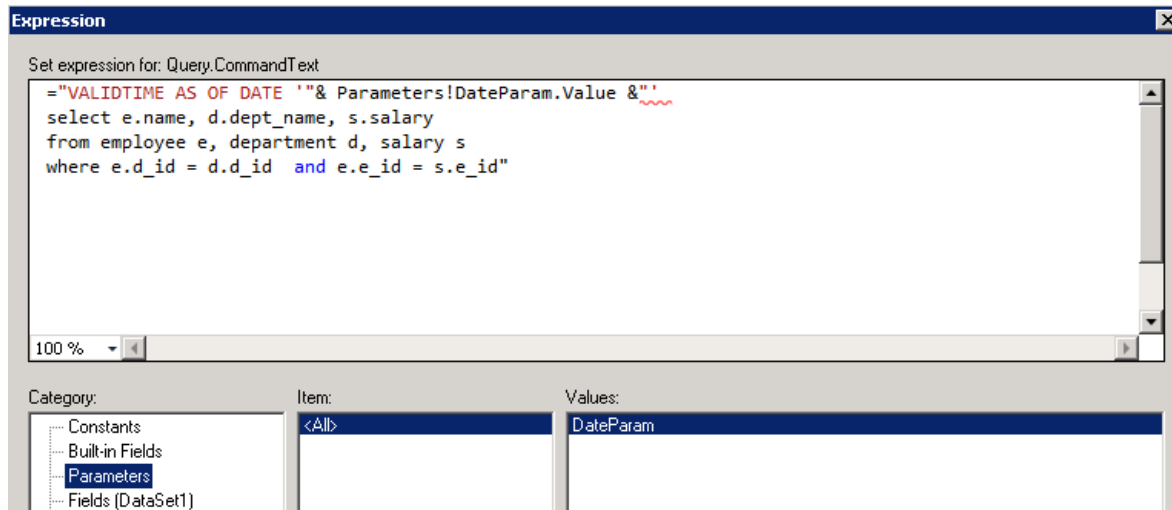 Expression
Set expression for: Query.CommandText
="VALIDTIME AS OF DATE '"& Parameters!DateParam.Value &"'
select e.name, d.dept_name, s.salary
from employee e, department d, salary s
where e.d_id = d.d_id  and e.e_id = s.e_id"
100 %
Category:
Item:
Values:
Constants
<All>
DateParam
Built-in Fields
Parameters
Fields (DataSet1)